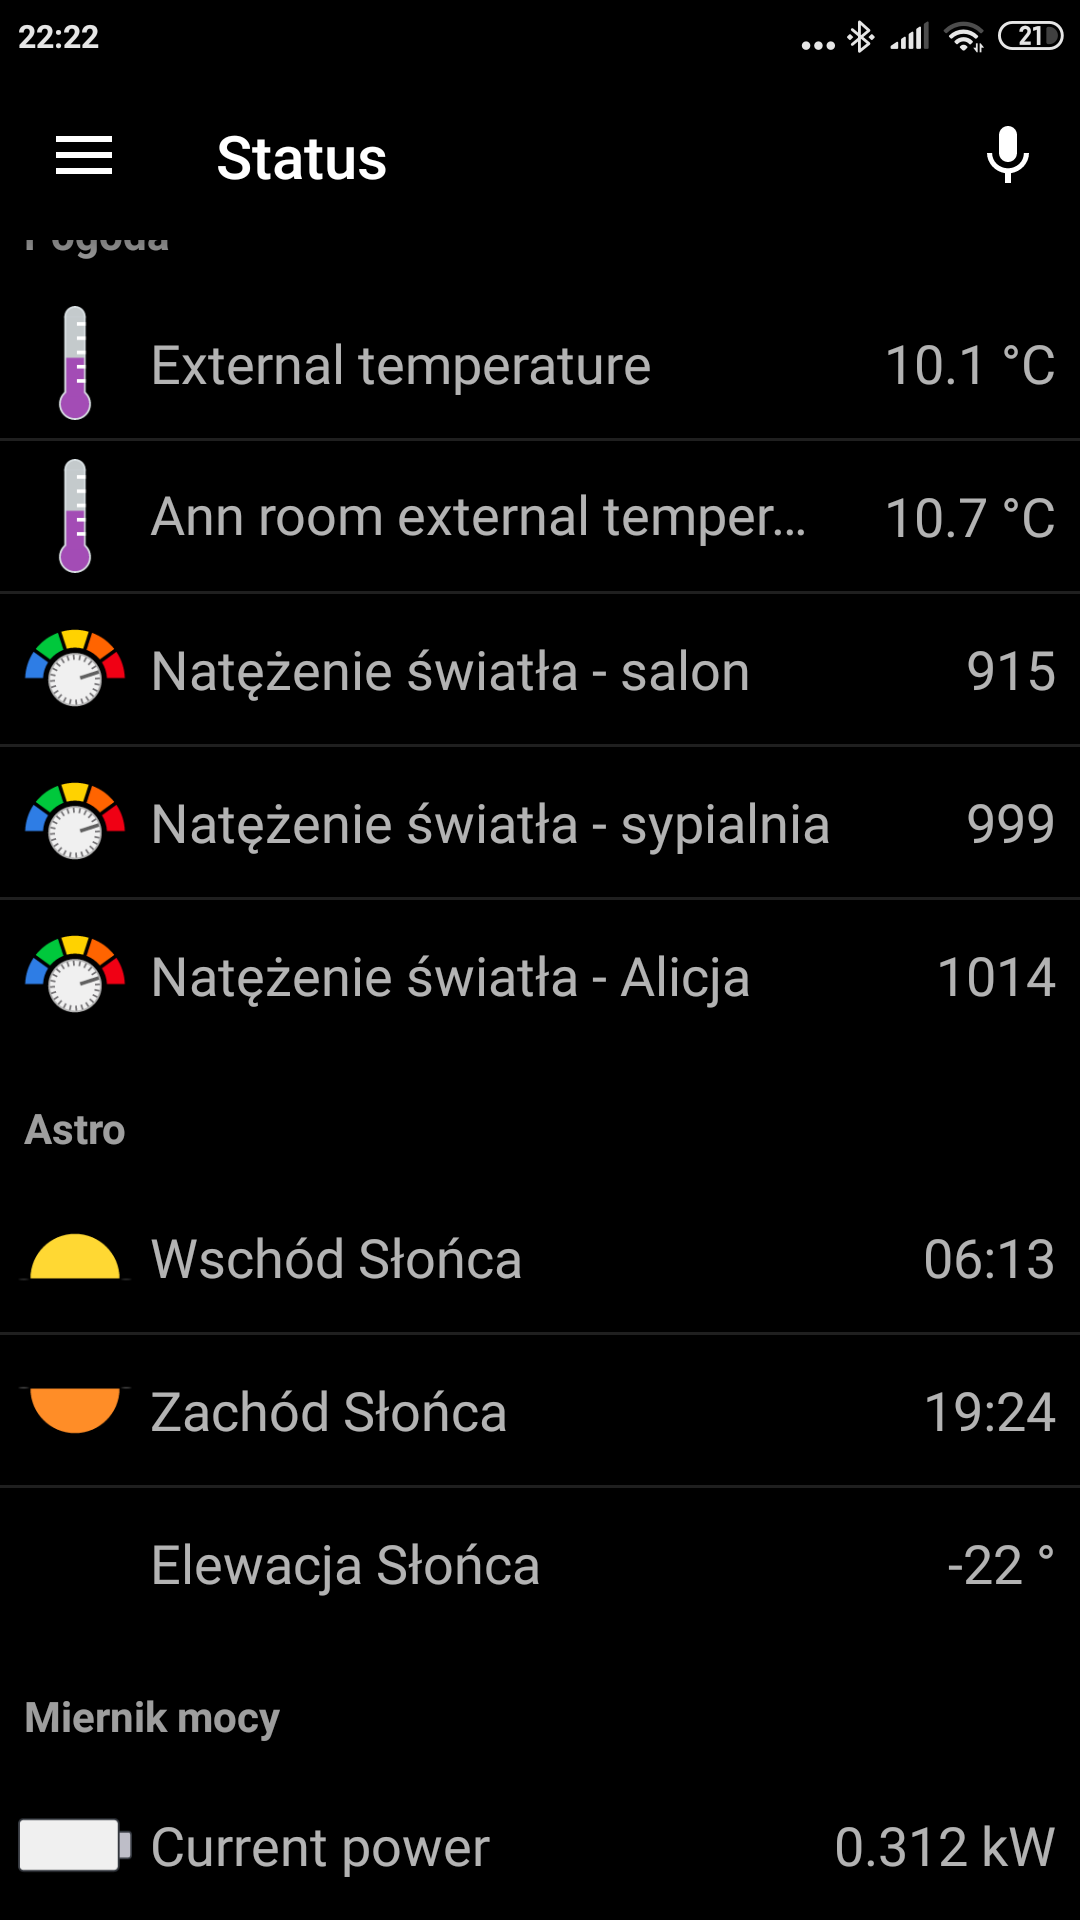 22:22
21
Status
Pogoda
External temperature 10.1 °C
Ann room external temper... 10.7 °C
Natężenie światła - salon 915
Natężenie światła - sypialnia 999
Natężenie światła - Alicja 1014
Astro
Wschód Słońca 06:13
Zachód Słońca 19:24
Elewacja Słońca -22 °
Miernik mocy
Current power 0.312 kW